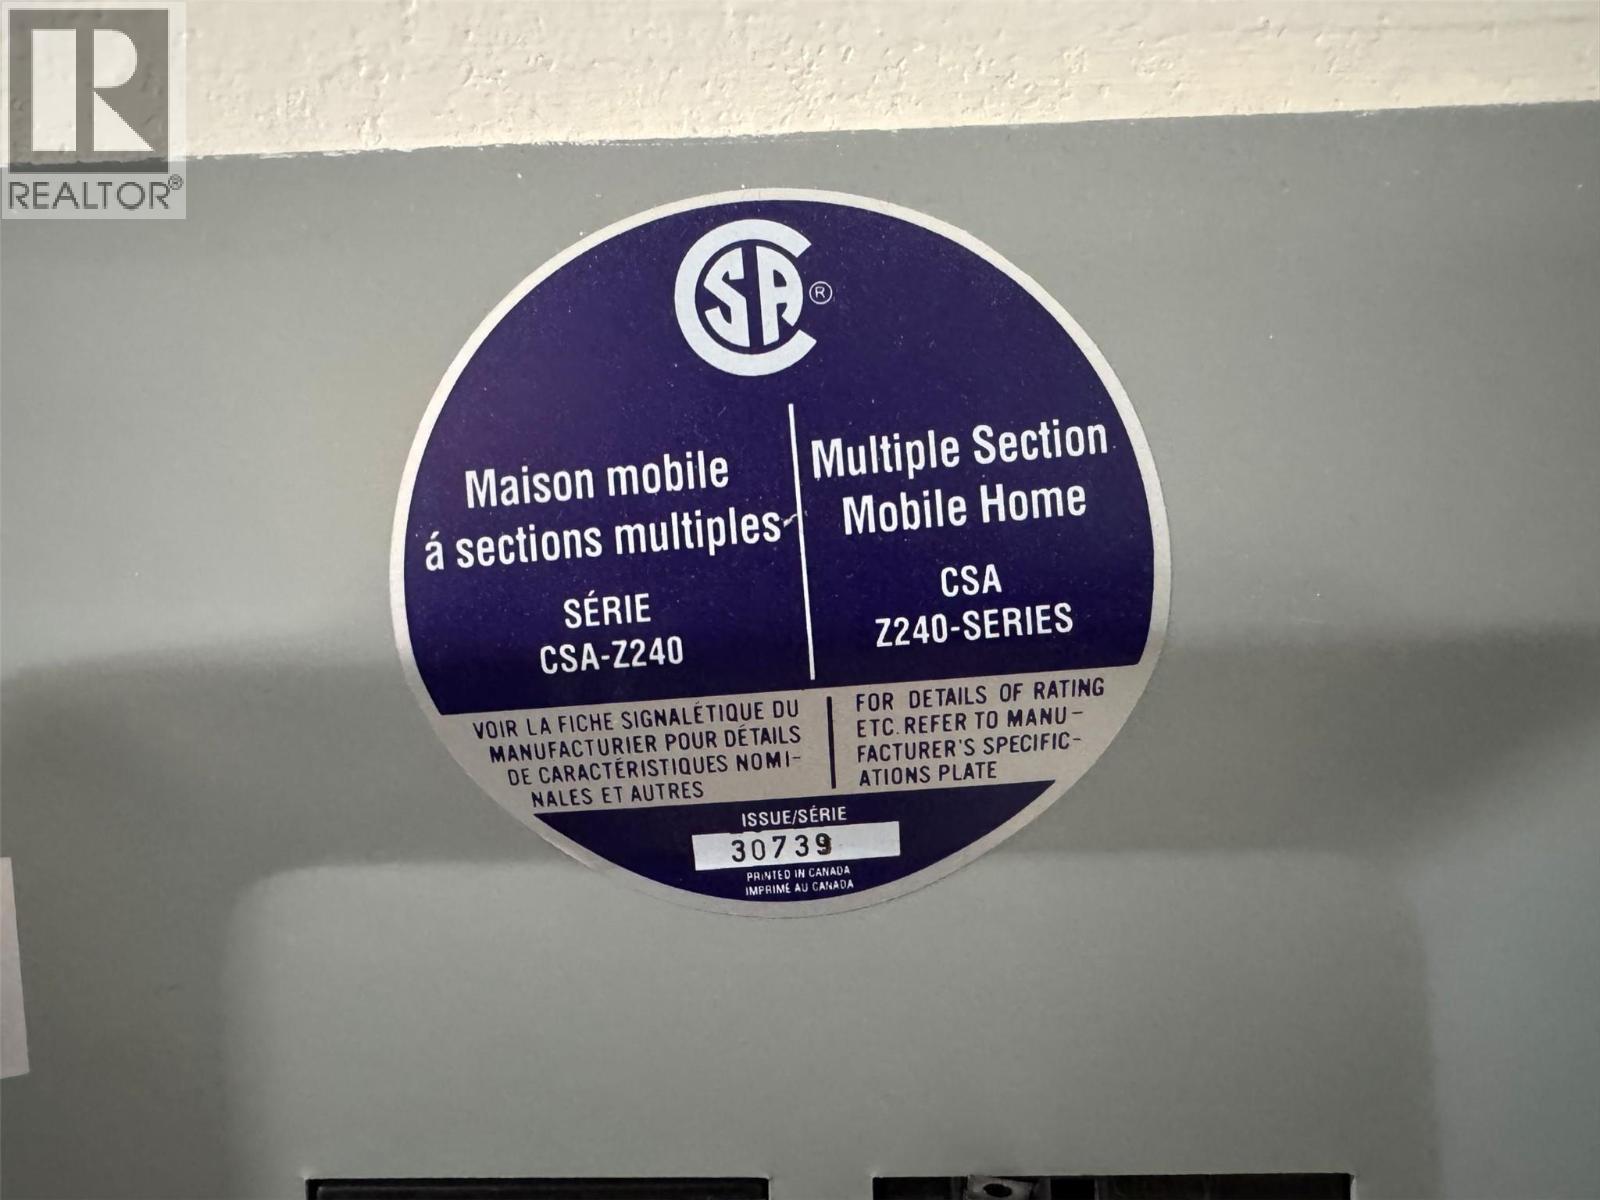 REALTOR®
CSA®
Maison mobile
á sections multiples
SÉRIE
CSA-Z240
Multiple Section
Mobile Home
CSA
Z240-SERIES
VOIR LA FICHE SIGNALÉTIQUE DU
MANUFACTURIER POUR DÉTAILS
DE CARACTÉRISTIQUES NOMI-
NALES ET AUTRES
FOR DETAILS OF RATING
ETC. REFER TO MANU-
FACTURER'S SPECIFIC-
ATIONS PLATE
ISSUE/SÉRIE
30739
PRINTED IN CANADA
IMPRIMÉ AU CANADA